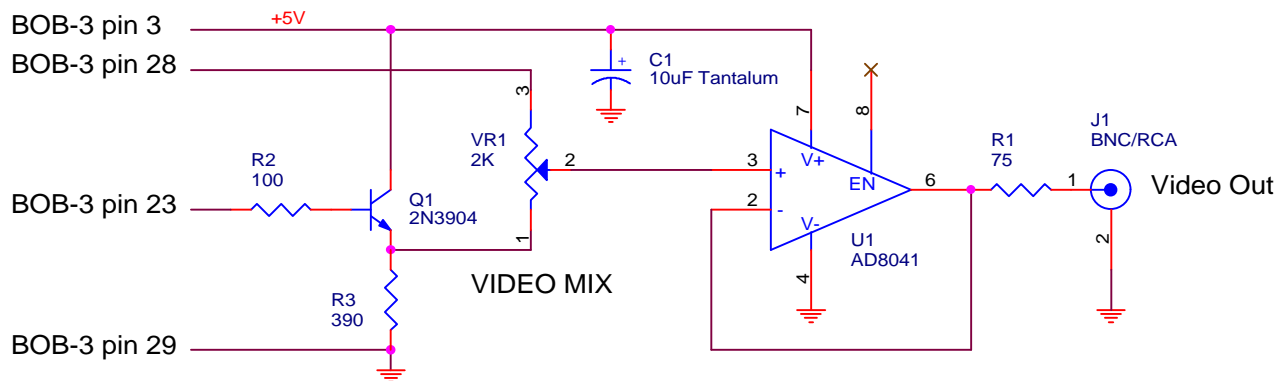 BOB-3 pin 3
+5V
BOB-3 pin 28
+
C1
10uF Tantalum
3
VR1
2K
2
1
R2
100
BOB-3 pin 23
Q1
2N3904
VIDEO MIX
R3
390
BOB-3 pin 29
7
8
3
+
V+
EN
2
-
V-
4
6
U1
AD8041
R1
75
J1
BNC/RCA
1
Video Out
2